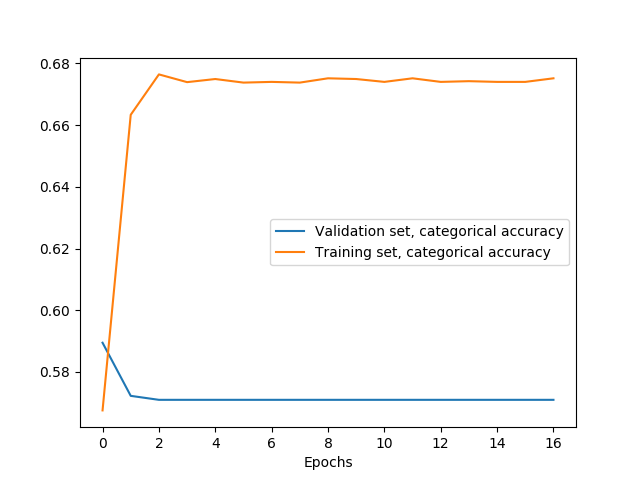 0.68
0.66
0.64
0.62
0.60
0.58
Validation set, categorical accuracy
Training set, categorical accuracy
0 2 4 6 8 10 12 14 16
Epochs